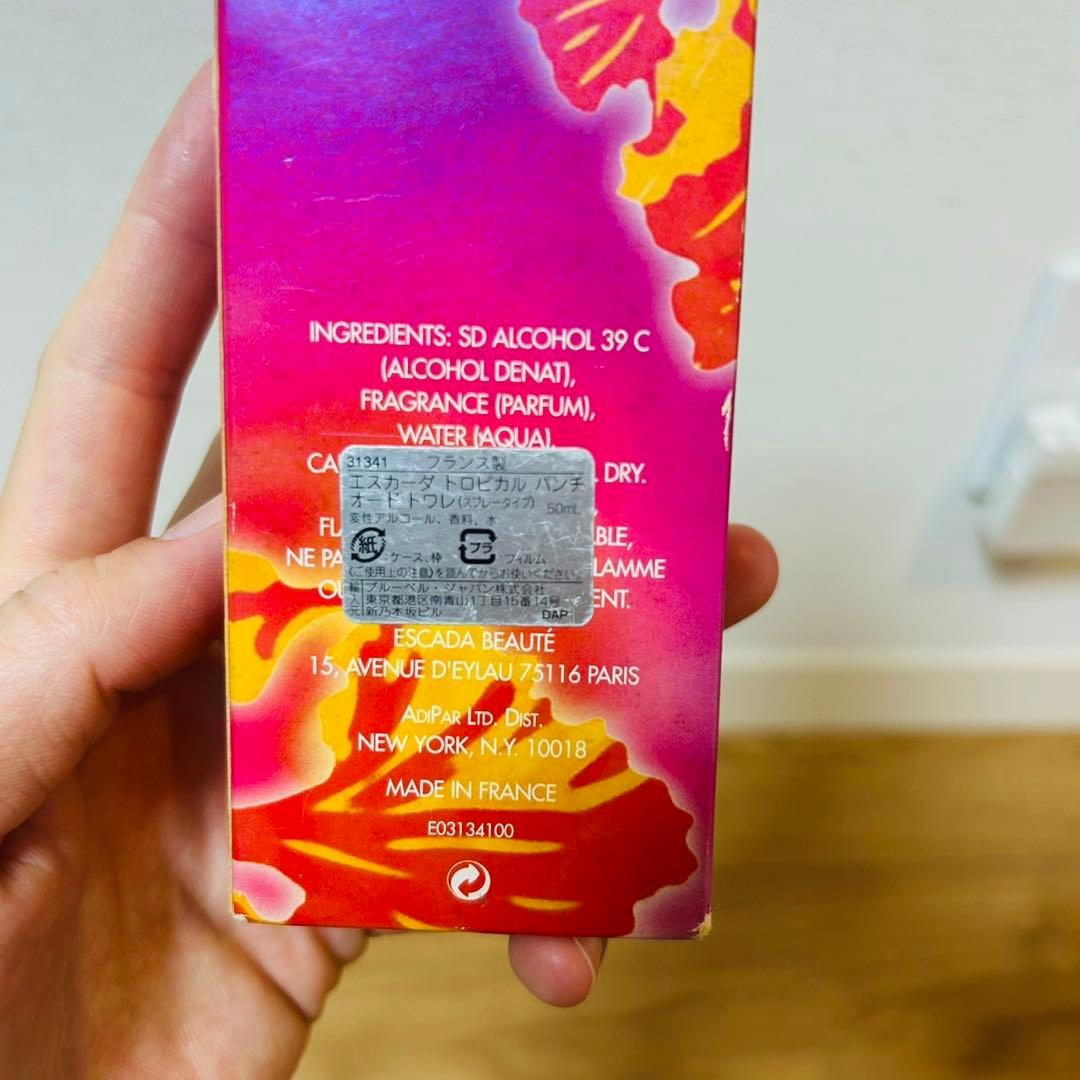 INGREDIENTS: SD ALCOHOL 39 C
(ALCOHOL DENAT),
FRAGRANCE (PARFUM),
WATER (AQUA).
DRY.
31341 フランス製
エスカーダ トロピカル パンチ
オードトワレ(スプレータイプ) 50mL
変性アルコール、香料、水
紙 ケース、枠 プラ フィルム
《ご使用上の注意》を読んでからお使いください。
輸入元 ブルーベル・ジャパン株式会社
東京都港区南青山1丁目15番14号
新乃木坂ビル DAP
NE
ESCADA BEAUTÉ
15, AVENUE D'EYLAU 75116 PARIS
ADIPAR LTD. DIST.
NEW YORK, N.Y. 10018
MADE IN FRANCE
E03134100